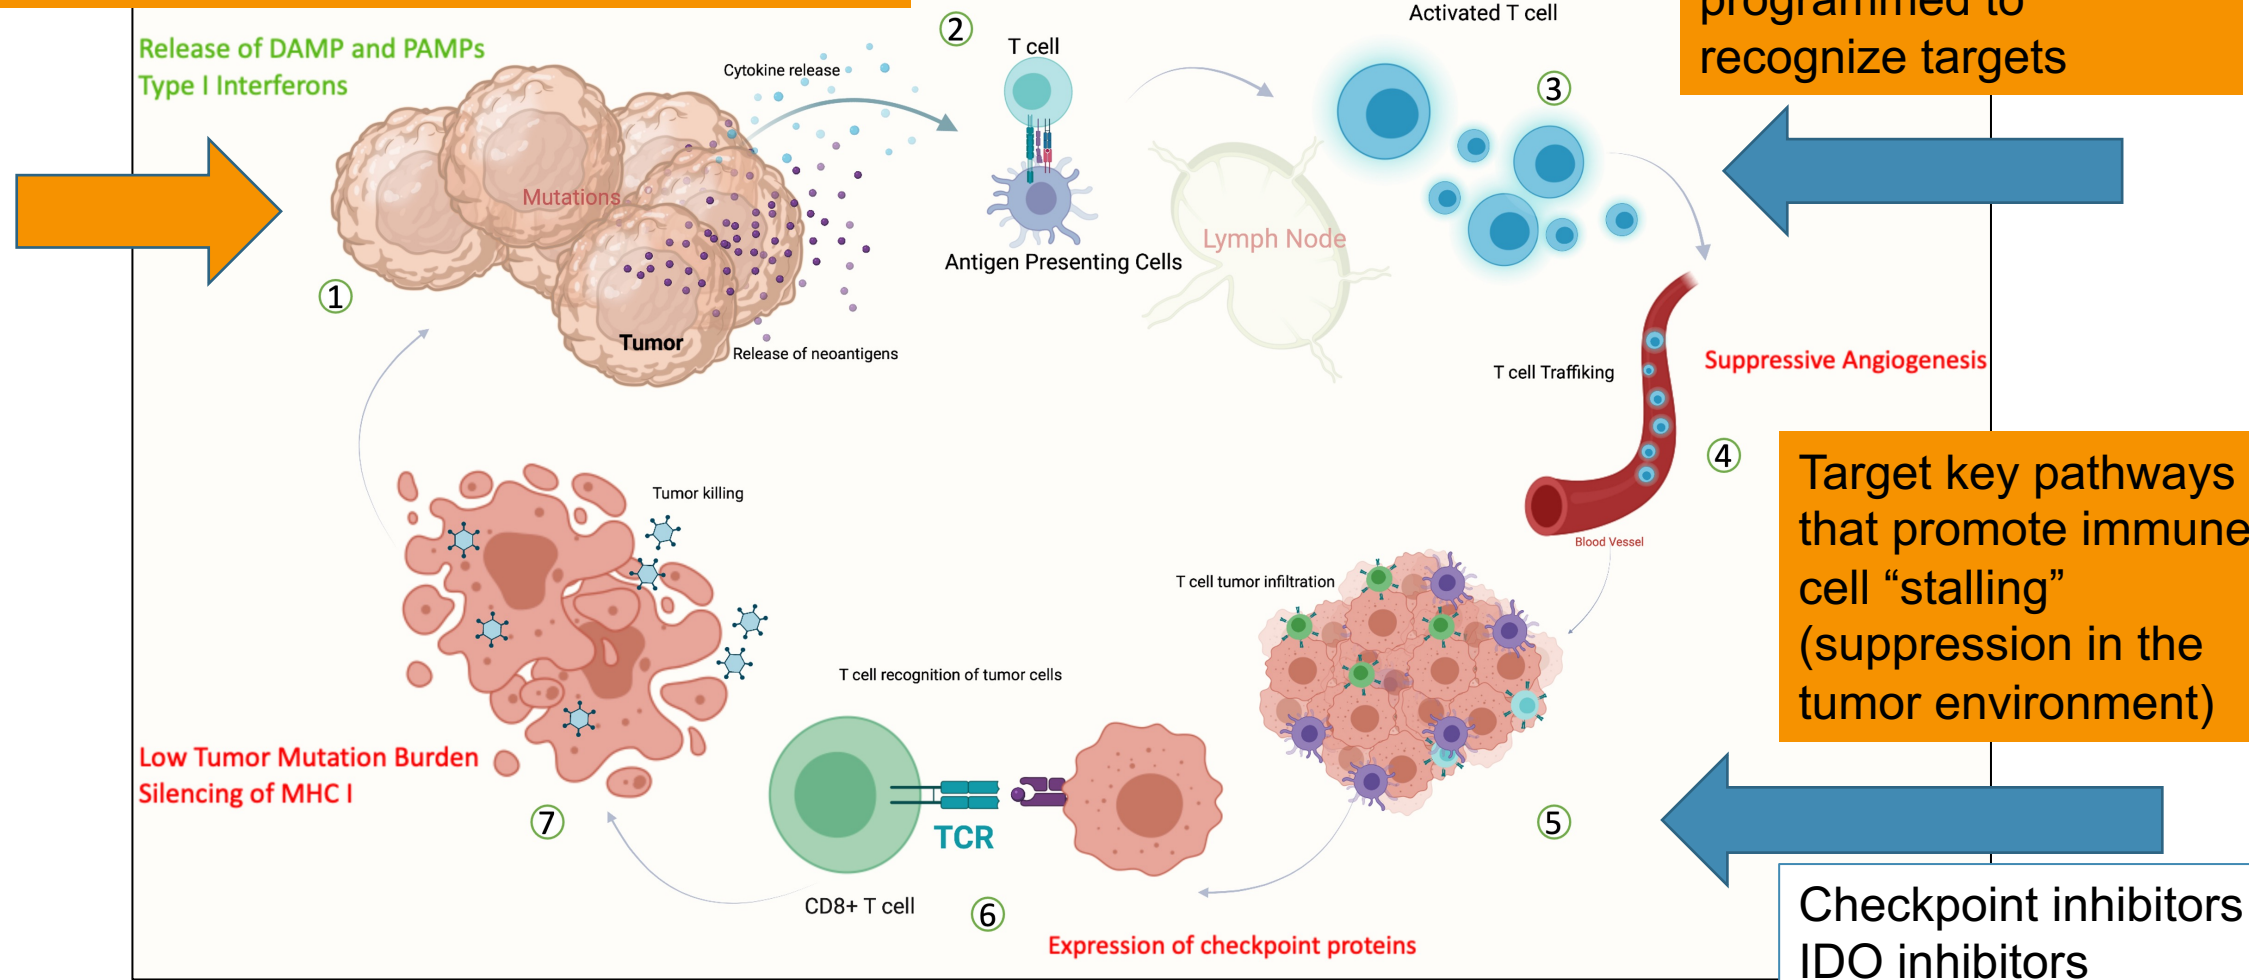 programmed to
recognize targets
Release of DAMP and PAMPs
Type I Interferons
②
Activated T cell
T cell
Cytokine release
③
Mutations
Lymph Node
Antigen Presenting Cells
①
Tumor
Release of neoantigens
T cell Traffiking
Suppressive Angiogenesis
④
Target key pathways
that promote immune
cell “stalling”
(suppression in the
tumor environment)
Blood Vessel
Tumor killing
T cell tumor infiltration
T cell recognition of tumor cells
Low Tumor Mutation Burden
Silencing of MHC I
⑦
TCR
⑤
CD8+ T cell
⑥
Expression of checkpoint proteins
Checkpoint inhibitors
IDO inhibitors